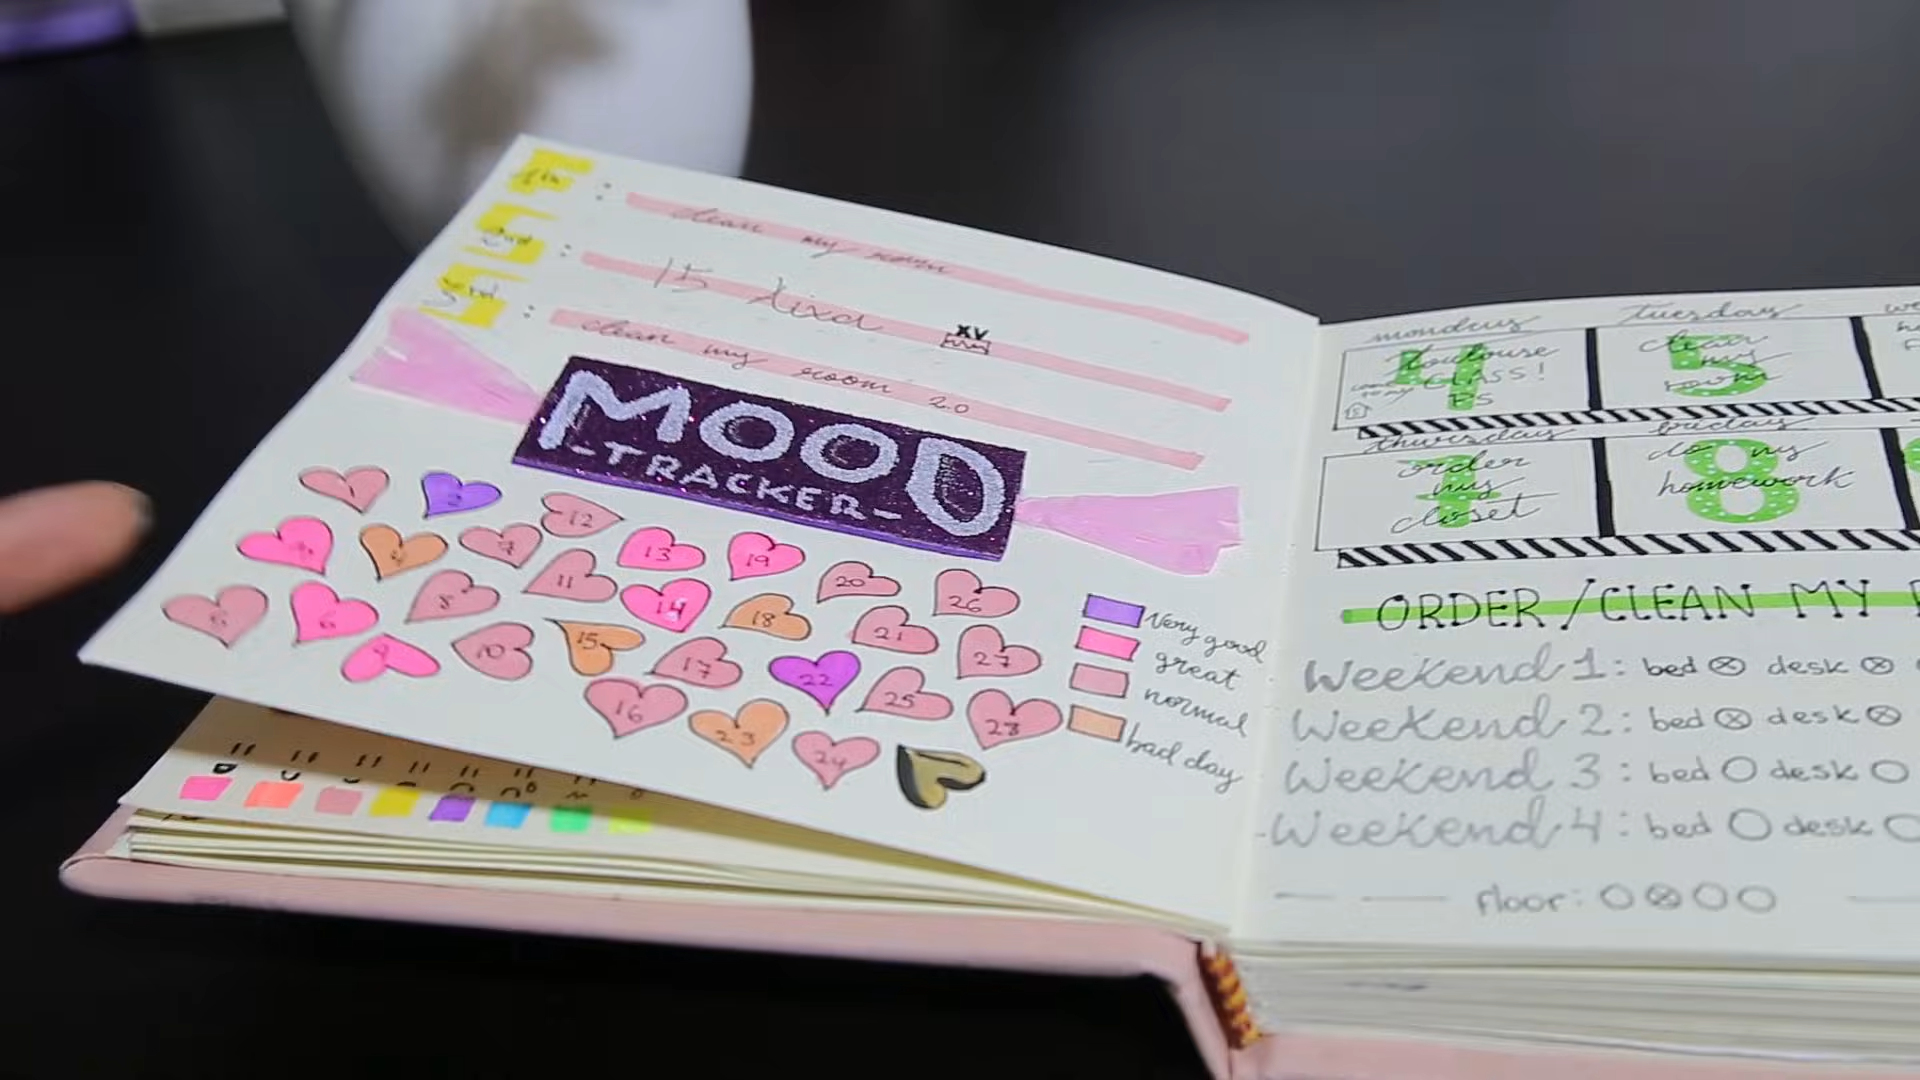 clean my room
15 Aixa
XV
clean my room 2.0
MOOD
-TRACKER-
1 2 12
4 7 13 19
11 20 26
6 8 14 18
9 10 15 17 21 27
22 25
16 23 28
24
Very good
great
normal
bad day
monday tuesday
4 5
Toulouse clean
CLASS! my
room
thursday friday
7 8
order do my
my homework
closet
ORDER/CLEAN MY
Weekend 1: bed desk
Weekend 2: bed desk
Weekend 3: bed desk
Weekend 4: bed desk
floor: